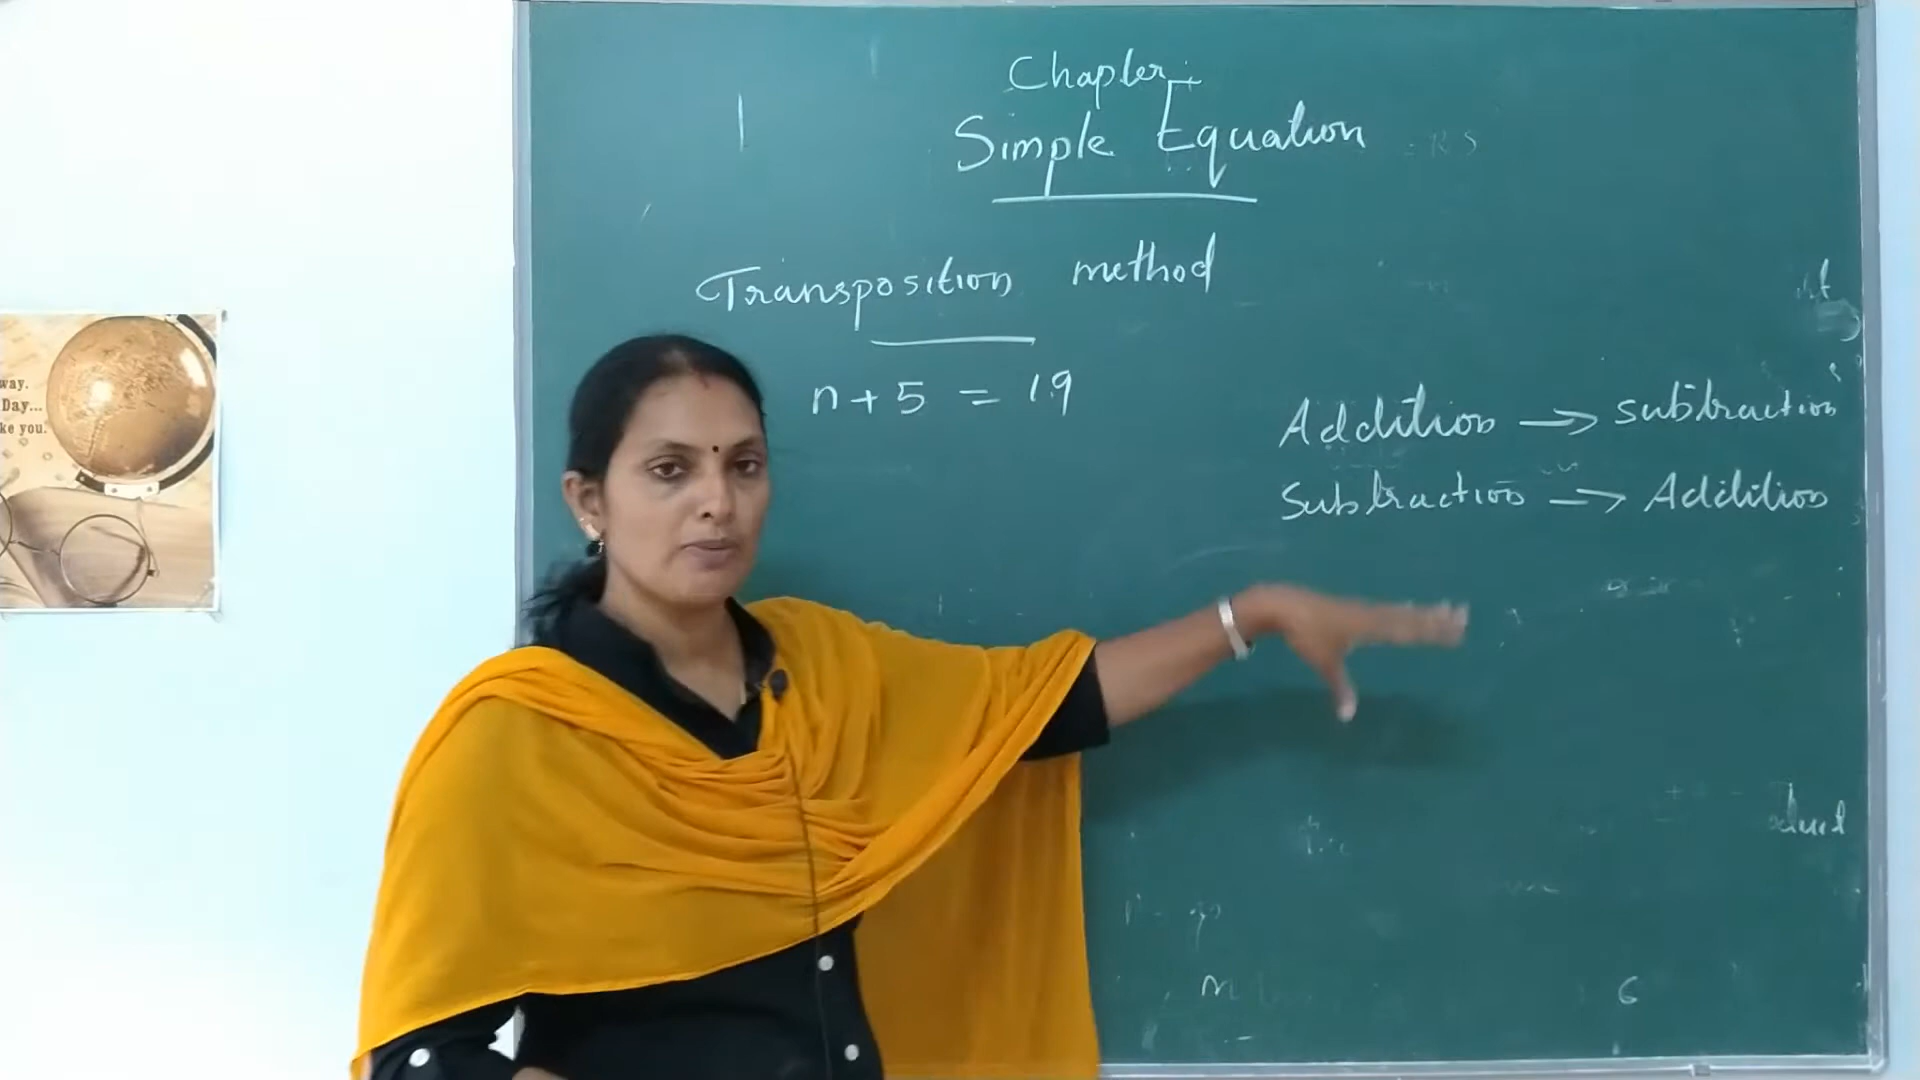 Chapter :-
Simple Equation
Transposition method
n + 5 = 19
Addition → subtraction
Subtraction → Addition
way.
Day...
ke you.